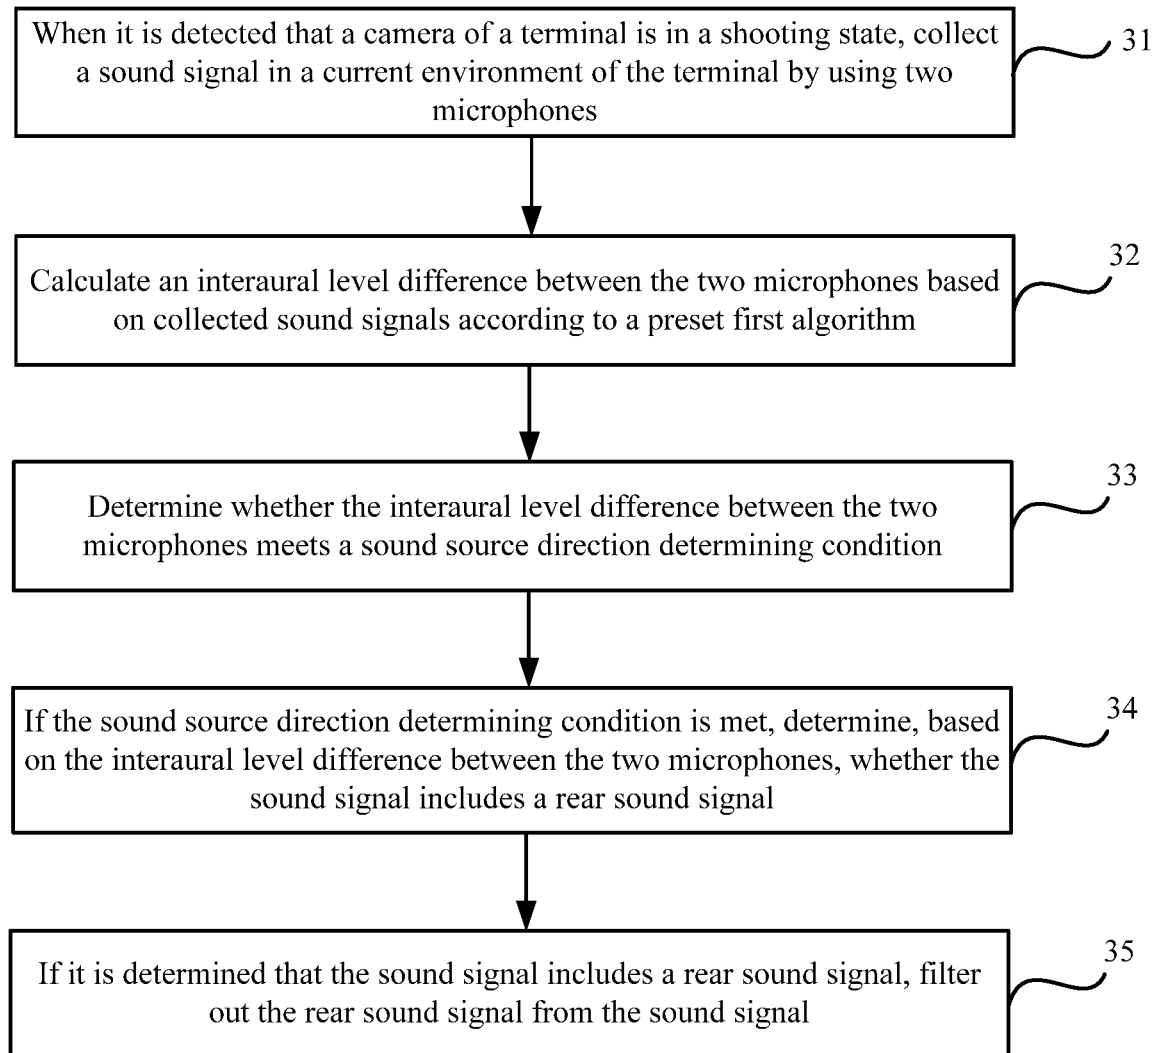 When it is detected that a camera of a terminal is in a shooting state, collect
a sound signal in a current environment of the terminal by using two
microphones
31
Calculate an interaural level difference between the two microphones based
on collected sound signals according to a preset first algorithm
32
Determine whether the interaural level difference between the two
microphones meets a sound source direction determining condition
33
If the sound source direction determining condition is met, determine, based
on the interaural level difference between the two microphones, whether the
sound signal includes a rear sound signal
34
If it is determined that the sound signal includes a rear sound signal, filter
out the rear sound signal from the sound signal
35